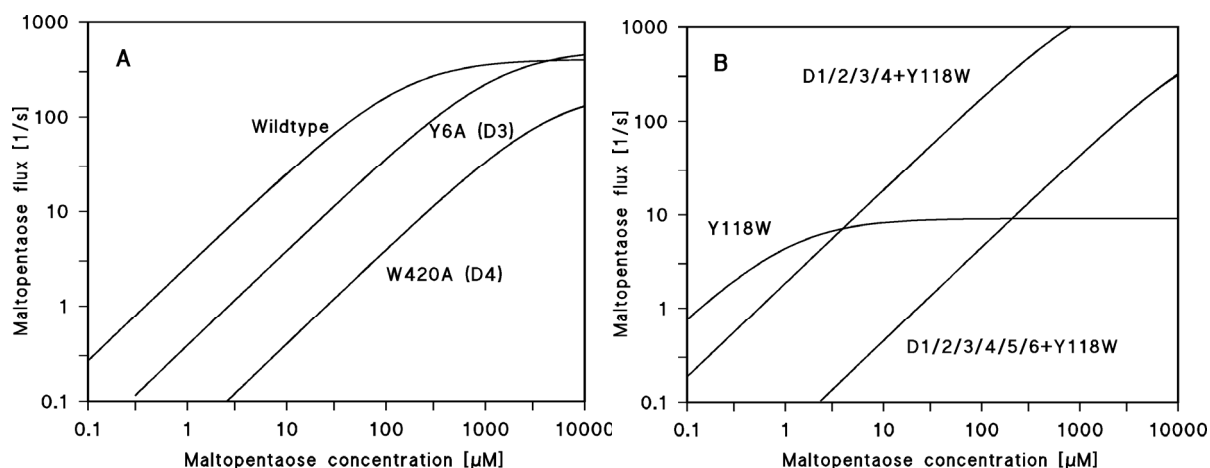 A
Maltopentaose flux [1/s]
1000
100
10
1
0.1
Wildtype
Y6A (D3)
W420A (D4)
0.1 1 10 100 1000 10000
Maltopentaose concentration [µM]
B
Maltopentaose flux [1/s]
1000
100
10
1
0.1
D1/2/3/4+Y118W
Y118W
D1/2/3/4/5/6+Y118W
0.1 1 10 100 1000 10000
Maltopentaose concentration [µM]